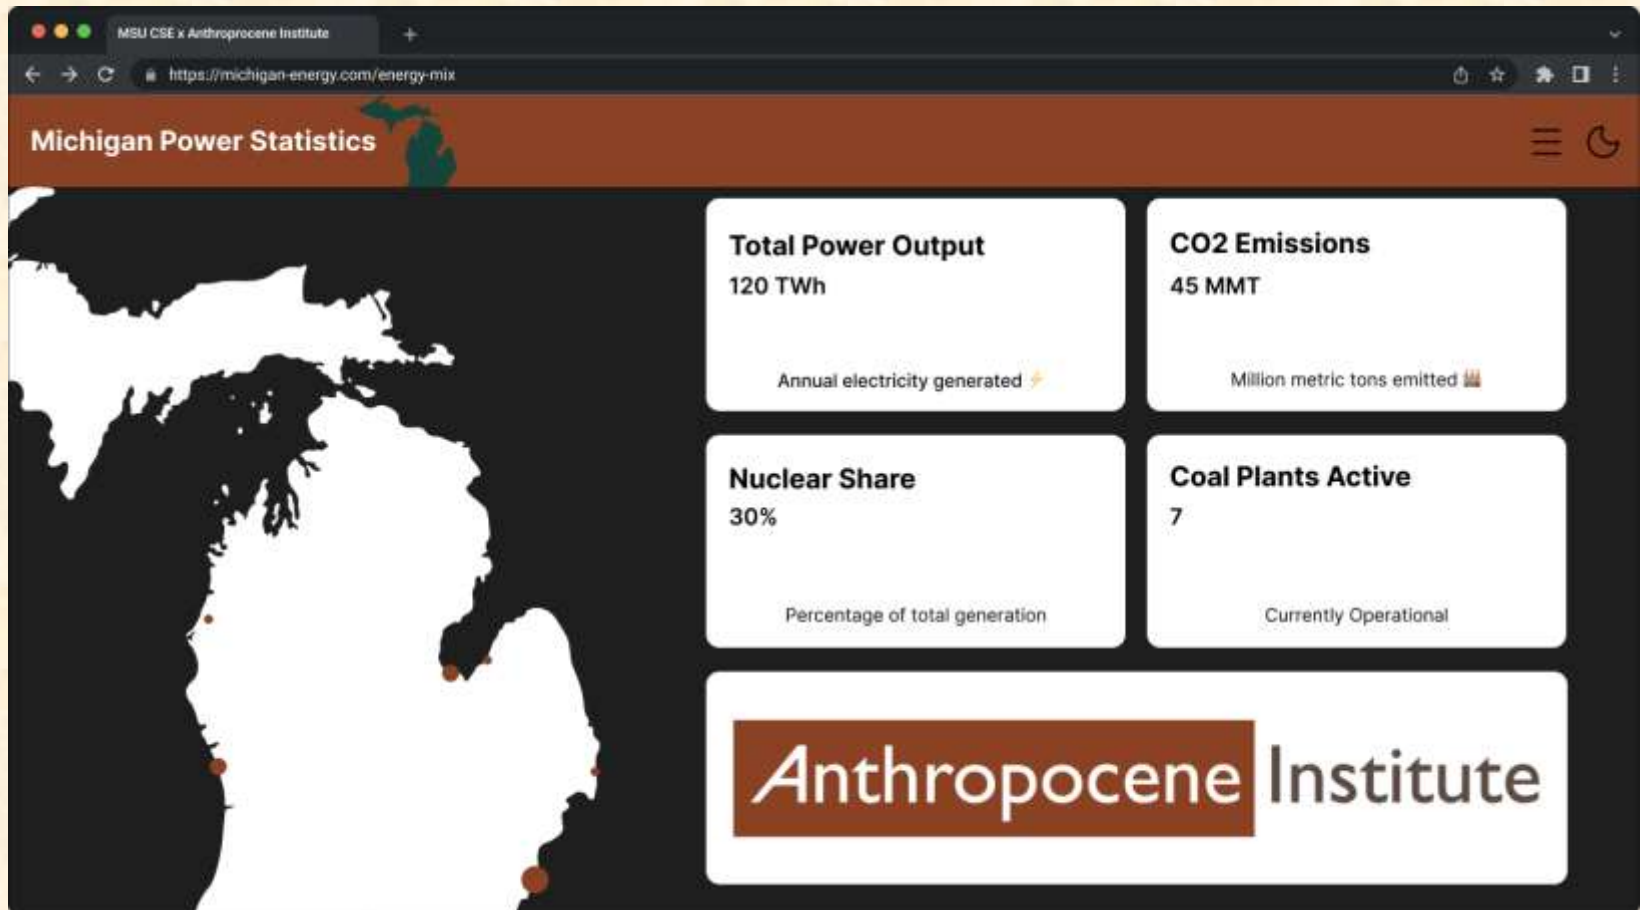 MSU CSE x Anthroprocene Institute
https://michigan-energy.com/energy-mix
Michigan Power Statistics
Total Power Output
120 TWh
Annual electricity generated ⚡
CO2 Emissions
45 MMT
Million metric tons emitted 🏭
Nuclear Share
30%
Percentage of total generation
Coal Plants Active
7
Currently Operational
Anthropocene Institute